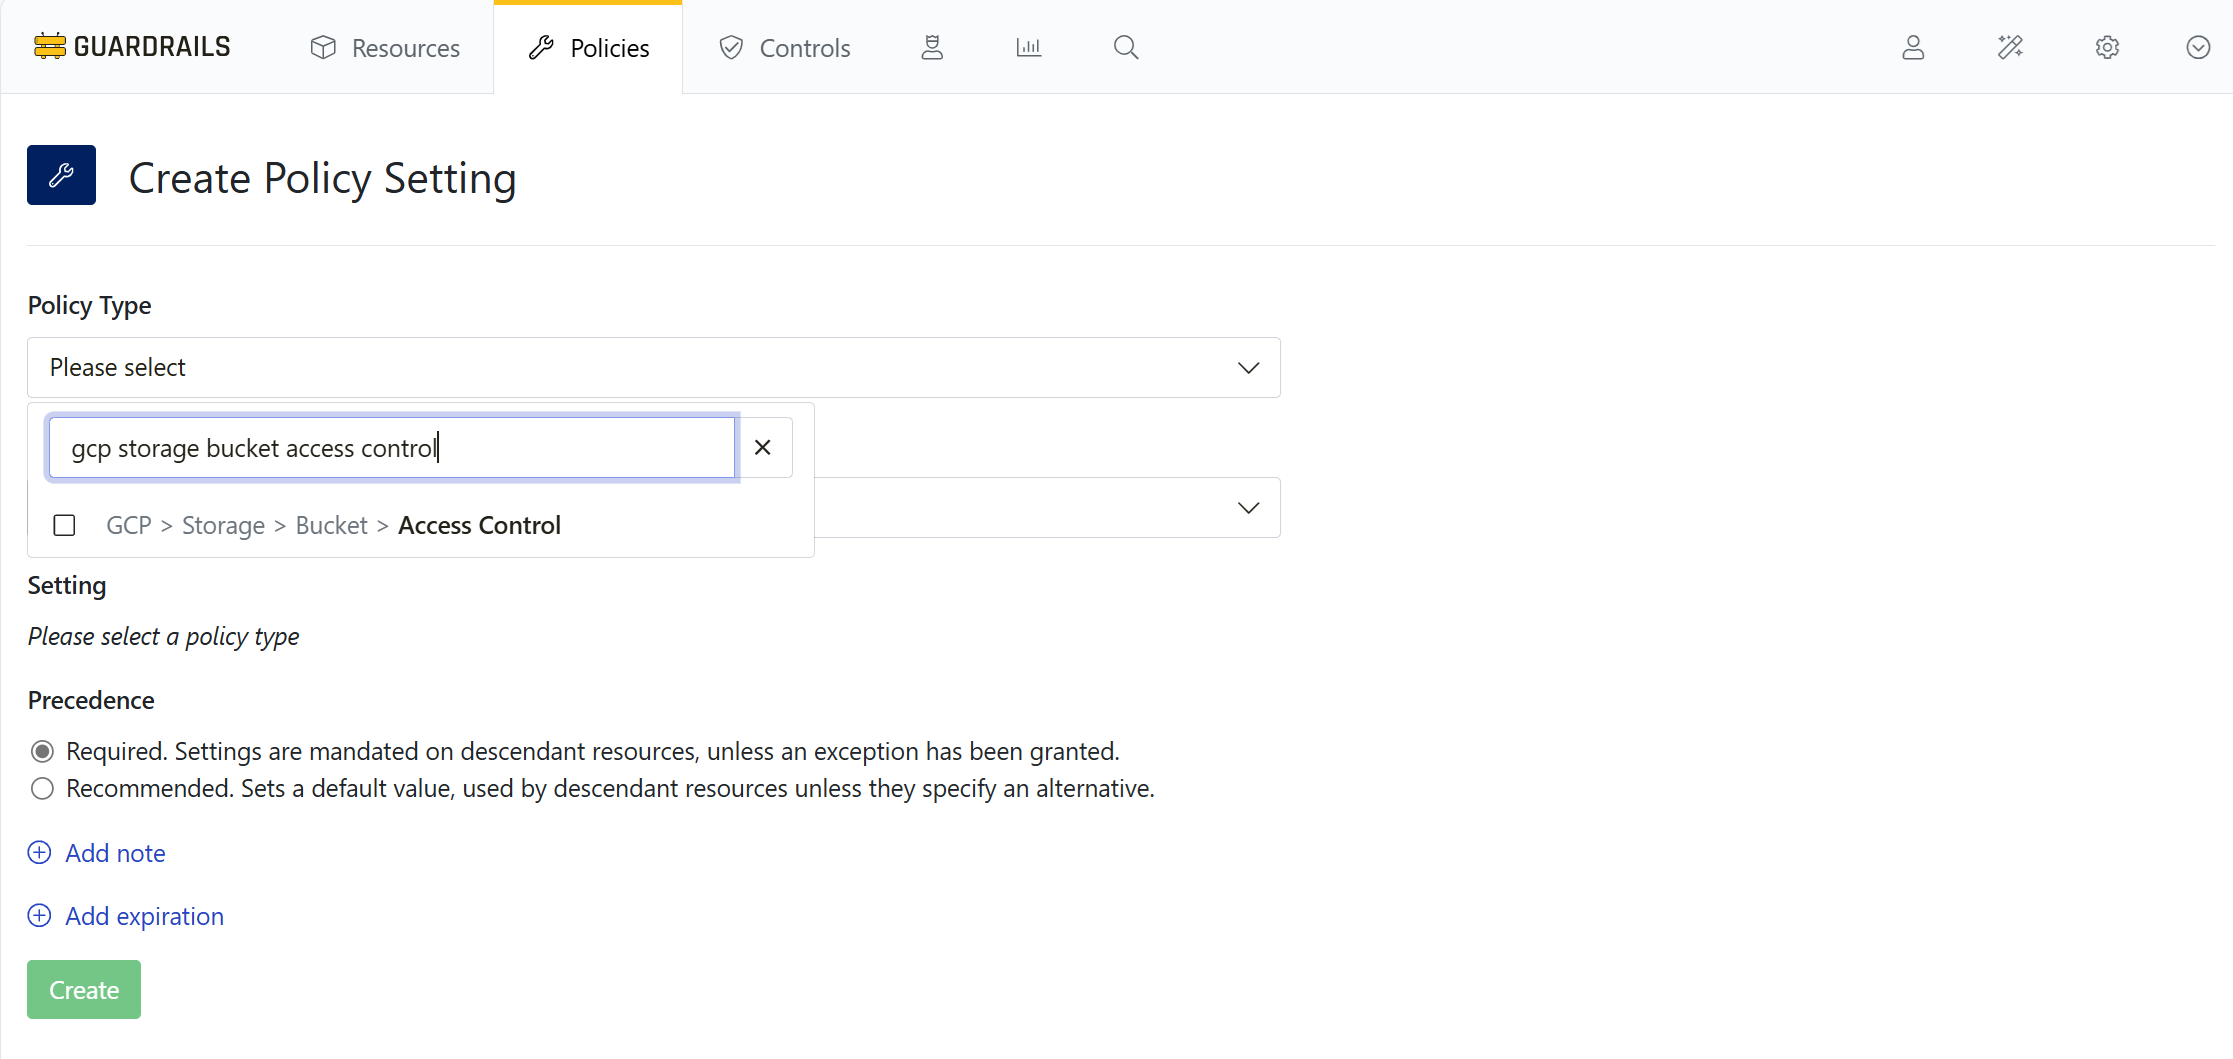 GUARDRAILS Resources Policies Controls
Create Policy Setting
Policy Type
Please select
gcp storage bucket access control
GCP > Storage > Bucket > Access Control
Setting
Please select a policy type
Precedence
Required. Settings are mandated on descendant resources, unless an exception has been granted.
Recommended. Sets a default value, used by descendant resources unless they specify an alternative.
Add note
Add expiration
Create